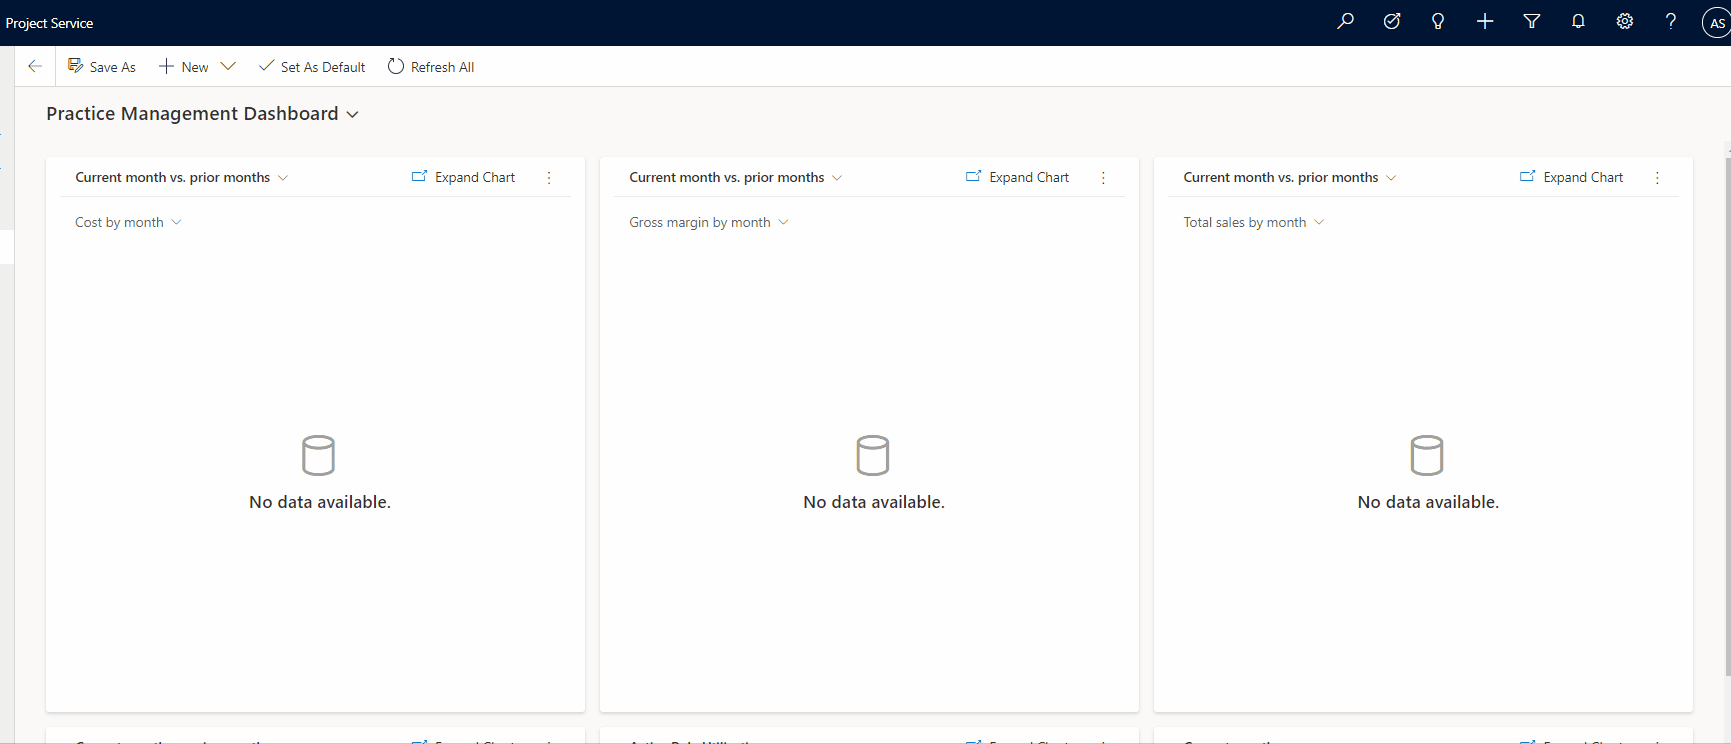 Project Service
AS
Save As
New
Set As Default
Refresh All
Practice Management Dashboard
Current month vs. prior months
Expand Chart
Current month vs. prior months
Expand Chart
Current month vs. prior months
Expand Chart
Cost by month
Gross margin by month
Total sales by month
No data available.
No data available.
No data available.